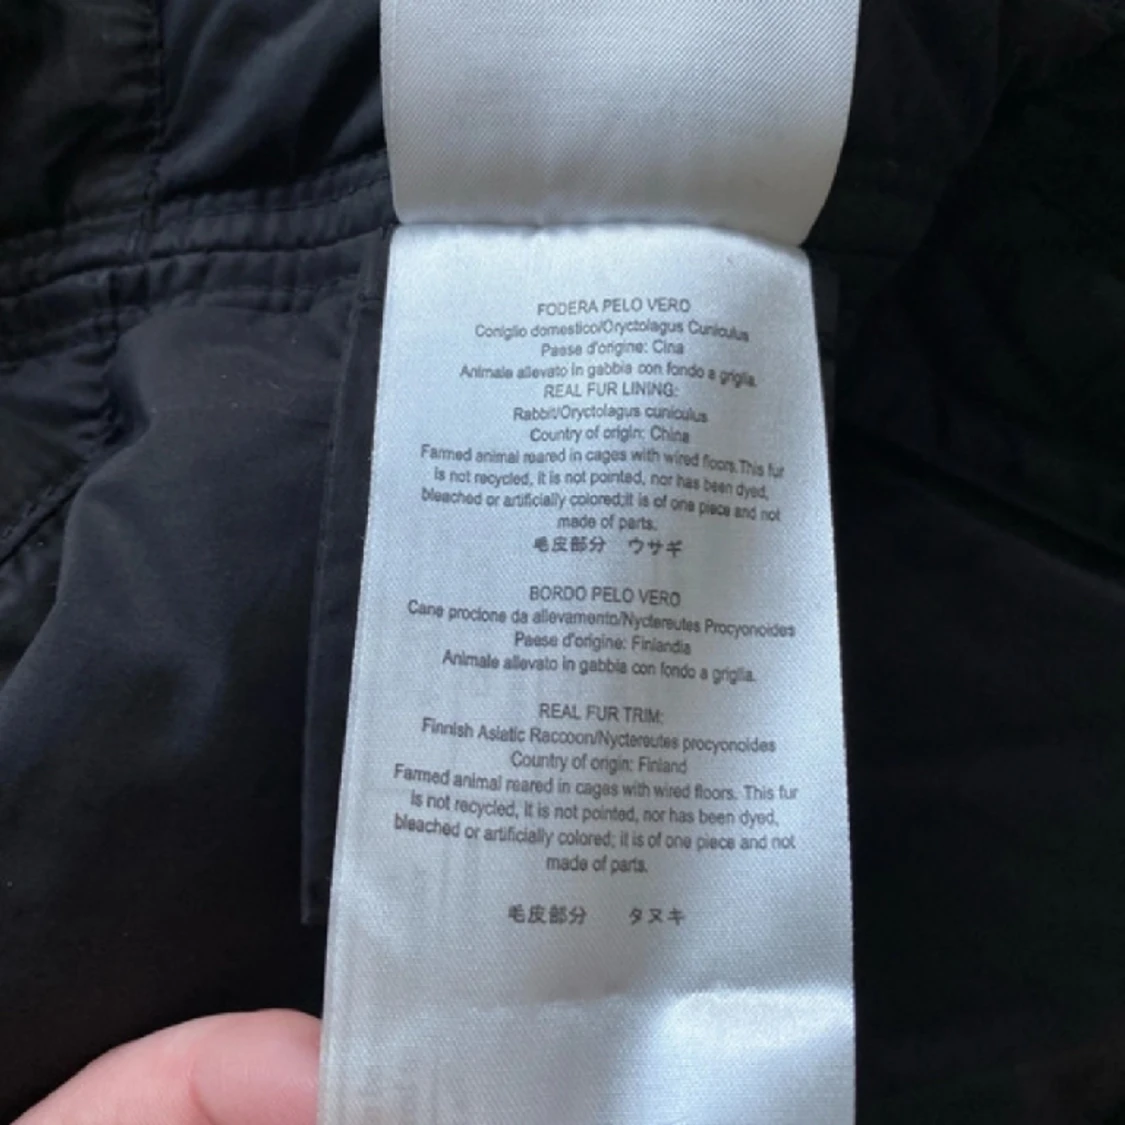 FODERA PELO VERO
Coniglio domestico/Oryctolagus Cuniculus
Paese d'origine: Cina
Animale allevato in gabbia con fondo a griglia.
REAL FUR LINING:
Rabbit/Oryctolagus cuniculus
Country of origin: China
Farmed animal reared in cages with wired floors.This fur
is not recycled, it is not pointed, nor has been dyed,
bleached or artificially colored;it is of one piece and not
made of parts.
毛皮部分 ウサギ
BORDO PELO VERO
Cane procione da allevamento/Nyctereutes Procyonoides
Paese d'origine: Finlandia
Animale allevato in gabbia con fondo a griglia.
REAL FUR TRIM:
Finnish Asiatic Raccoon/Nyctereutes procyonoides
Country of origin: Finland
Farmed animal reared in cages with wired floors. This fur
is not recycled, it is not pointed, nor has been dyed,
bleached or artificially colored; it is of one piece and not
made of parts.
毛皮部分 タヌキ